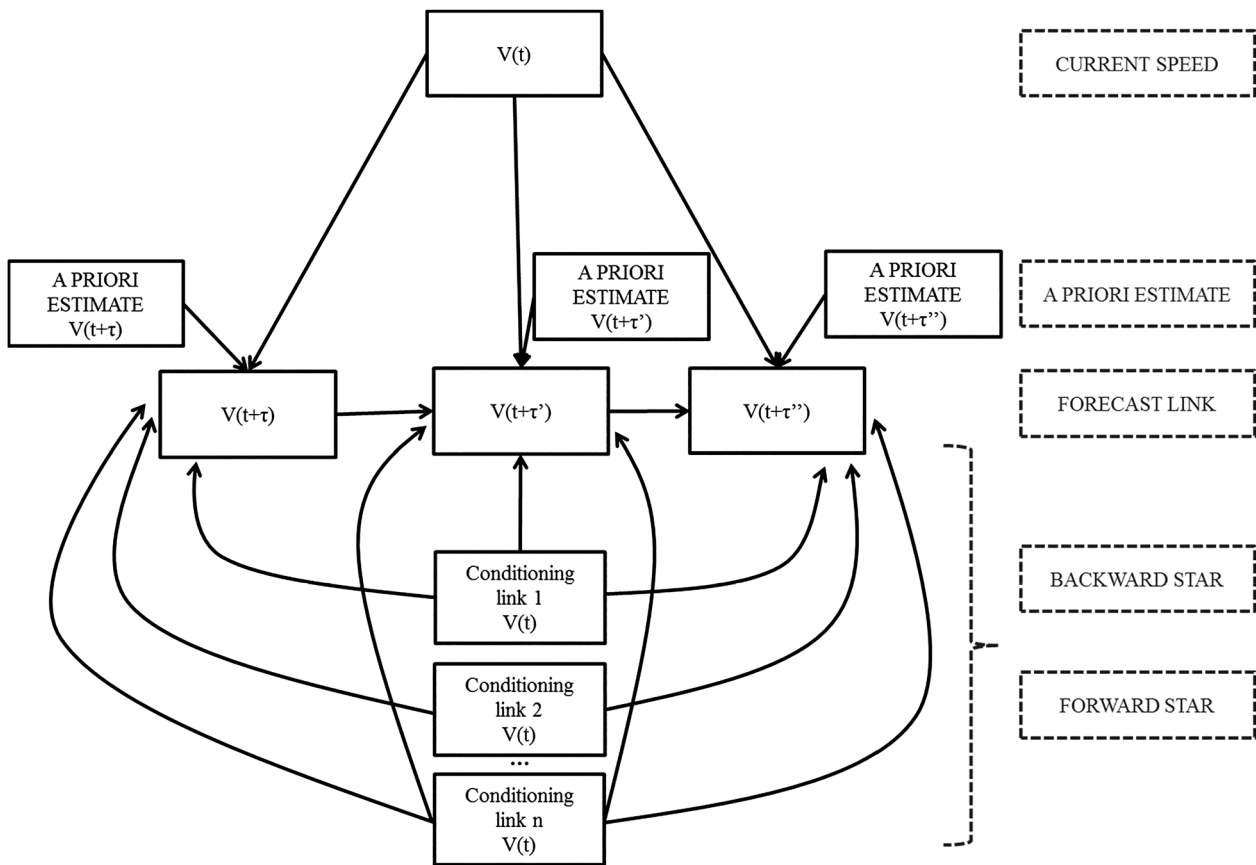 V(t)
CURRENT SPEED
A PRIORI
ESTIMATE
V(t+τ)
A PRIORI
ESTIMATE
V(t+τ’)
A PRIORI
ESTIMATE
V(t+τ’’)
A PRIORI ESTIMATE
V(t+τ)
V(t+τ’)
V(t+τ’’)
FORECAST LINK
Conditioning
link 1
V(t)
BACKWARD STAR
Conditioning
link 2
V(t)
FORWARD STAR
...
Conditioning
link n
V(t)